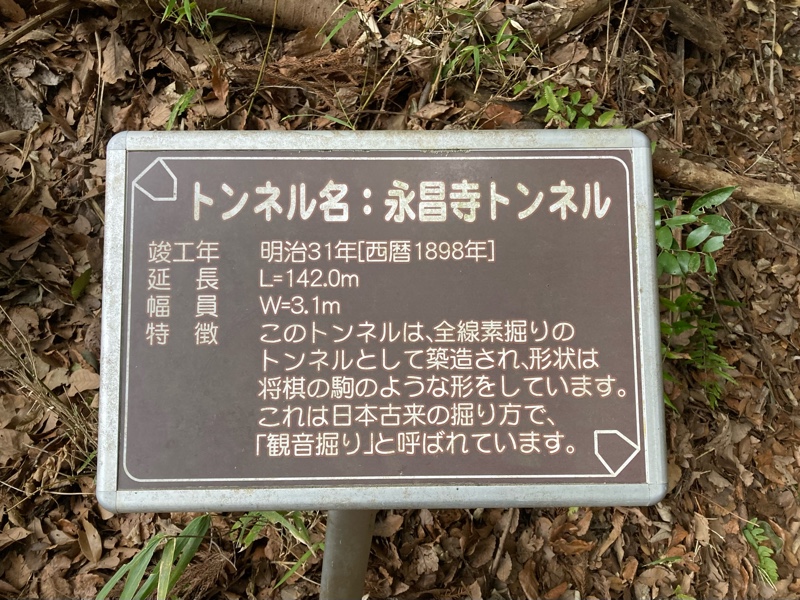 トンネル名：永昌寺トンネル
竣工年 明治31年[西暦1898年]
延長 L=142.0m
幅員 W=3.1m
特徴 このトンネルは、全線素掘りの
トンネルとして築造され、形状は
将棋の駒のような形をしています。
これは日本古来の掘り方で、
「観音掘り」と呼ばれています。